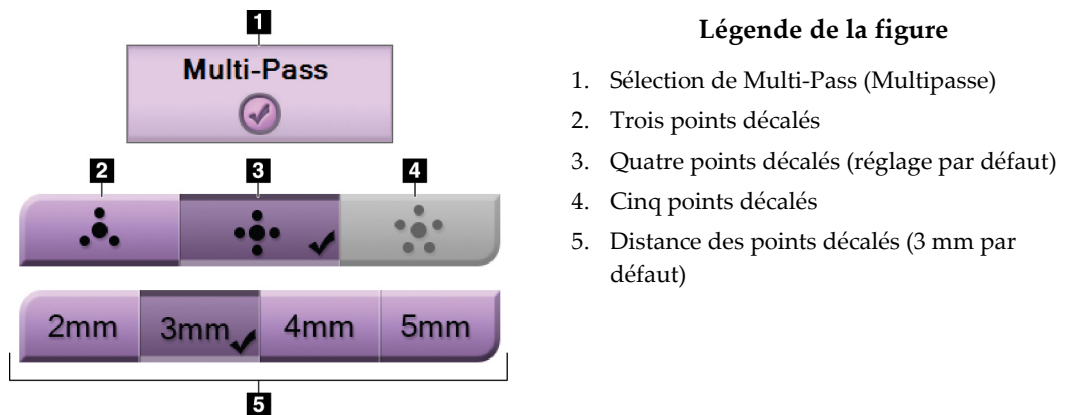 1
Multi-Pass
2 3 4
2mm 3mm 4mm 5mm
5
Légende de la figure
1. Sélection de Multi-Pass (Multipasse)
2. Trois points décalés
3. Quatre points décalés (réglage par défaut)
4. Cinq points décalés
5. Distance des points décalés (3 mm par
défaut)